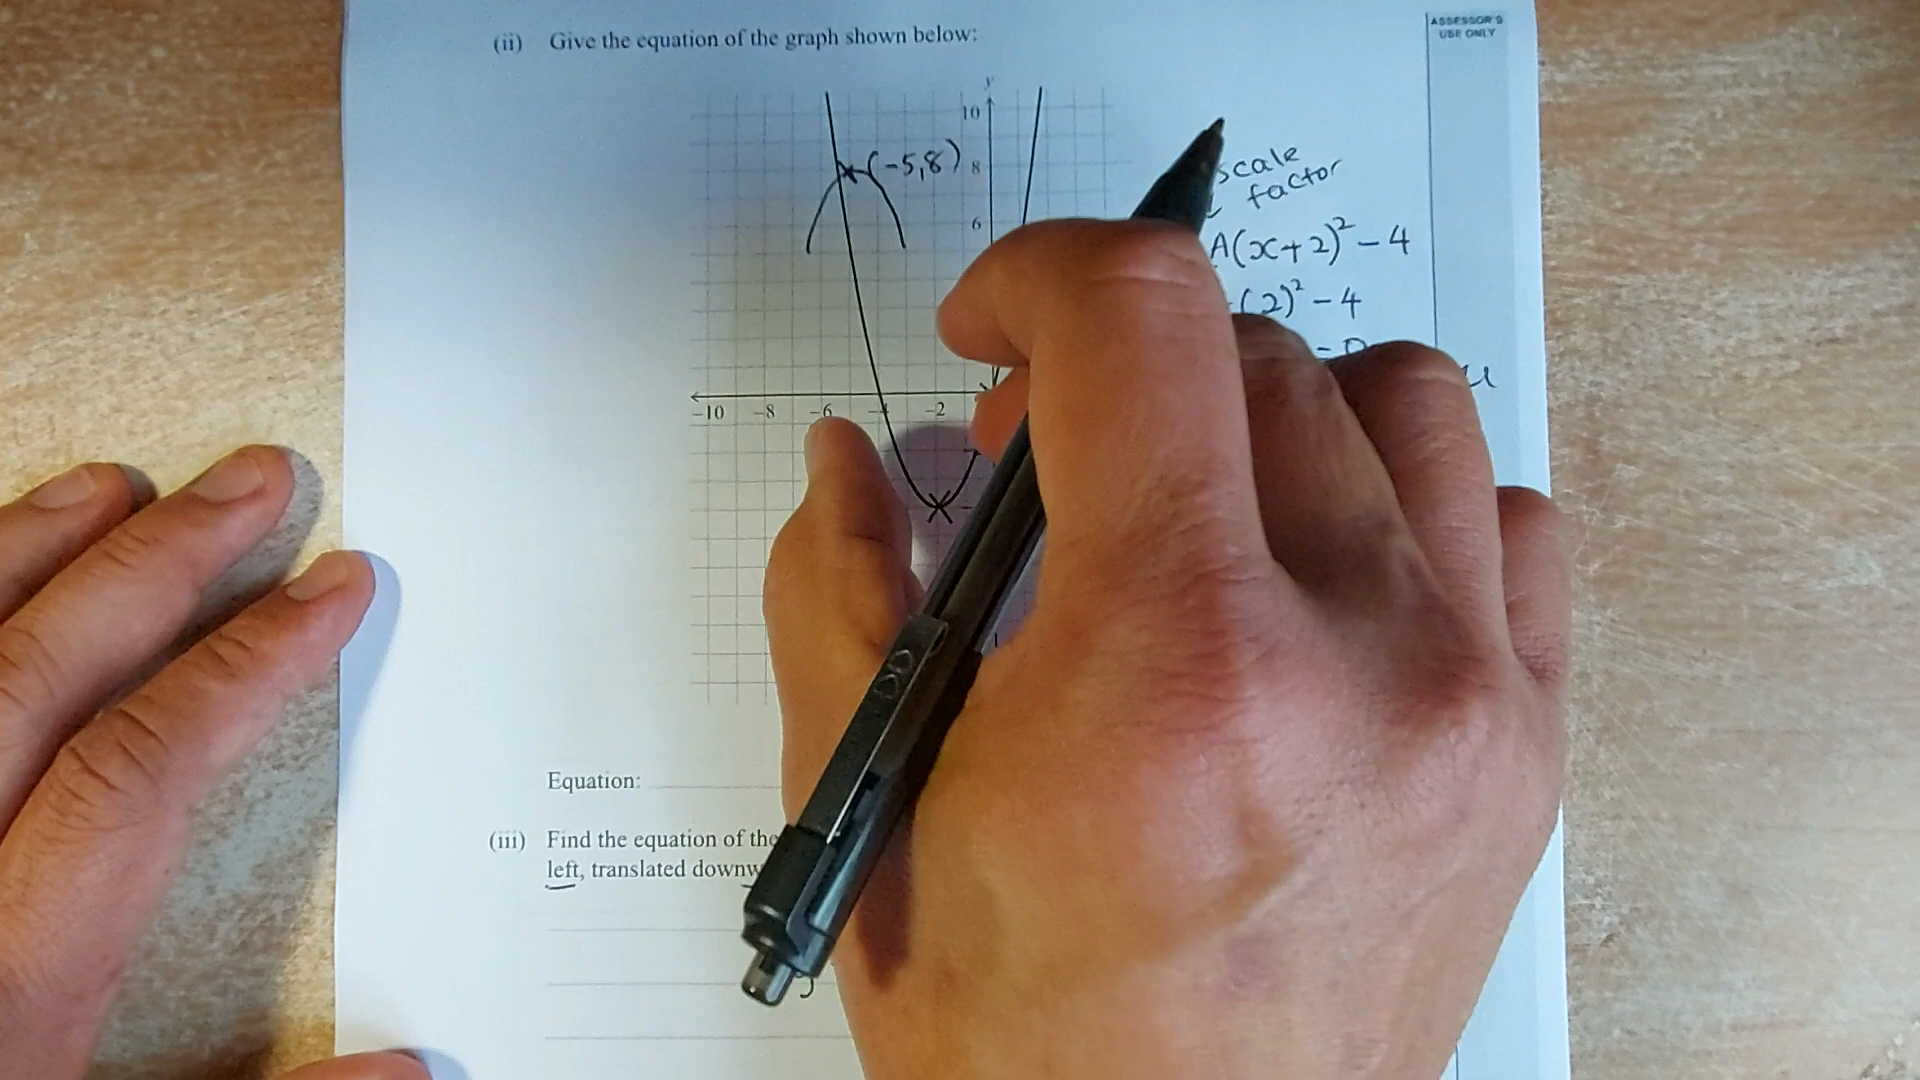 ASSESSOR'S
USE ONLY
(ii) Give the equation of the graph shown below:
y
10
(-5,8) 8
6
scale
factor
A(x+2)² – 4
(2)² – 4
= 0
–10 –8 –6 –4 –2
Equation:
(iii) Find the equation of the
left, translated